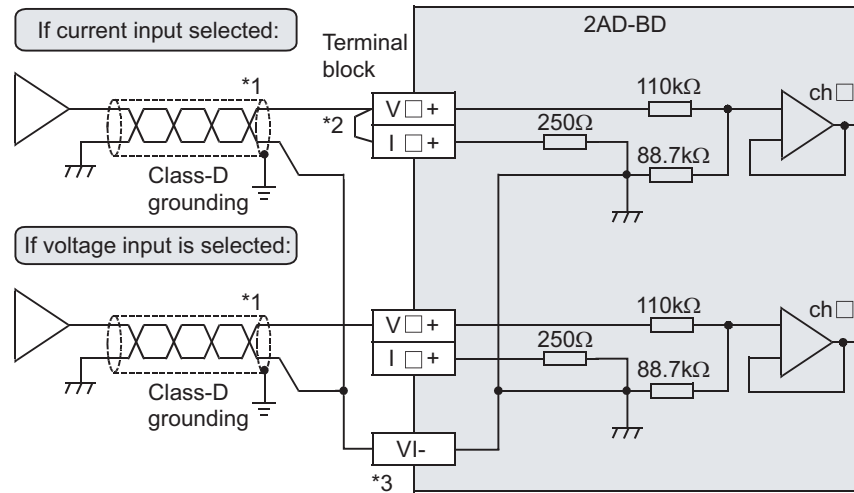 If current input selected:
2AD-BD
Terminal
block
*1
*2
V□+
I □+
110kΩ
ch□
250Ω
88.7kΩ
Class-D
grounding
If voltage input is selected:
*1
V□+
I □+
110kΩ
ch□
250Ω
88.7kΩ
Class-D
grounding
VI-
*3